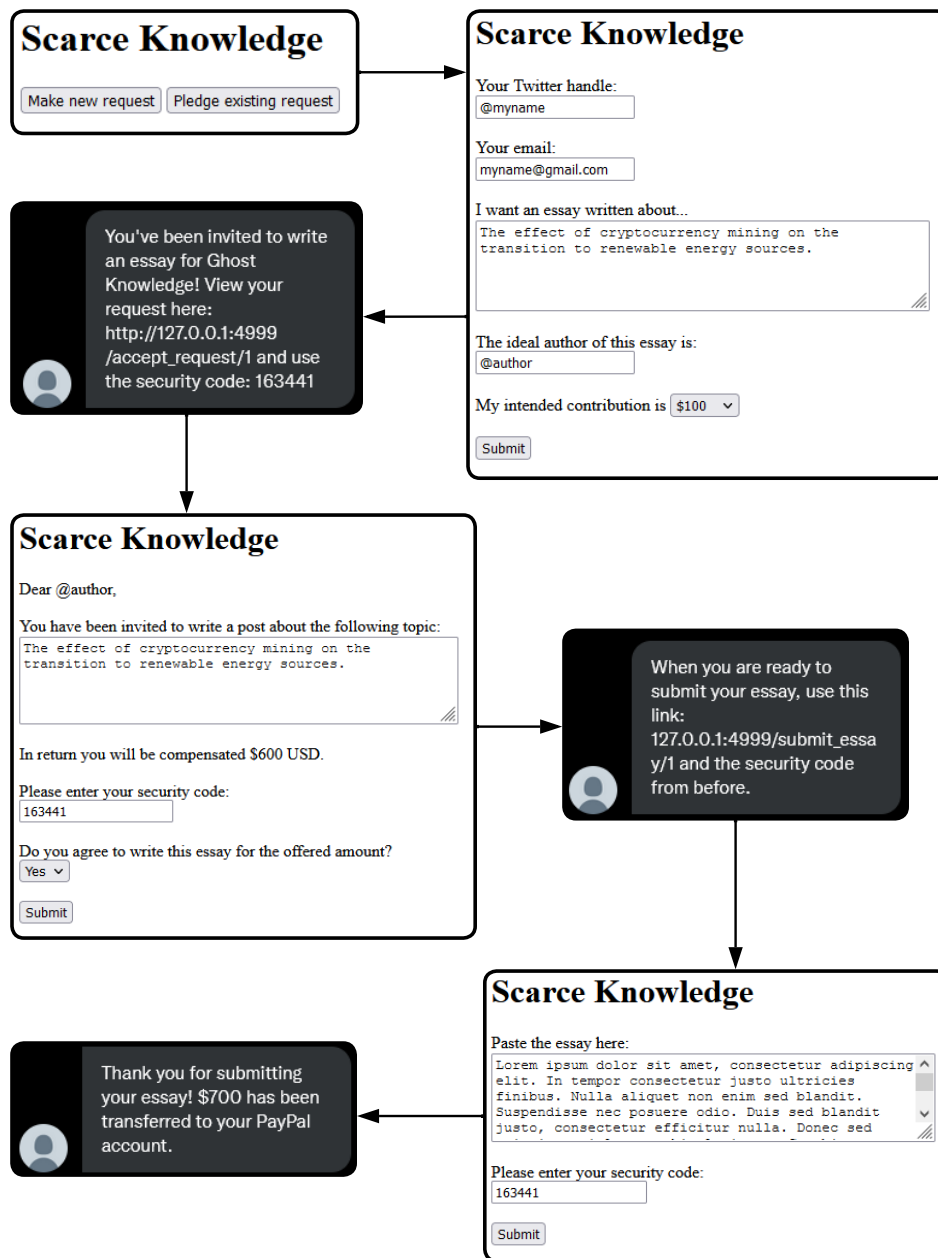 Scarce Knowledge
Make new request Pledge existing request
Scarce Knowledge
Your Twitter handle:
@myname
Your email:
myname@gmail.com
I want an essay written about...
The effect of cryptocurrency mining on the
transition to renewable energy sources.
The ideal author of this essay is:
@author
My intended contribution is $100
Submit
You've been invited to write
an essay for Ghost
Knowledge! View your
request here:
http://127.0.0.1:4999
/accept_request/1 and use
the security code: 163441
Scarce Knowledge
Dear @author,
You have been invited to write a post about the following topic:
The effect of cryptocurrency mining on the
transition to renewable energy sources.
In return you will be compensated $600 USD.
Please enter your security code:
163441
Do you agree to write this essay for the offered amount?
Yes
Submit
When you are ready to
submit your essay, use this
link:
127.0.0.1:4999/submit_essa
y/1 and the security code
from before.
Scarce Knowledge
Paste the essay here:
Lorem ipsum dolor sit amet, consectetur adipiscing
elit. In tempor consectetur justo ultricies
finibus. Nulla aliquet non enim sed blandit.
Suspendisse nec posuere odio. Duis sed blandit
justo, consectetur efficitur nulla. Donec sed
Please enter your security code:
163441
Submit
Thank you for submitting
your essay! $700 has been
transferred to your PayPal
account.